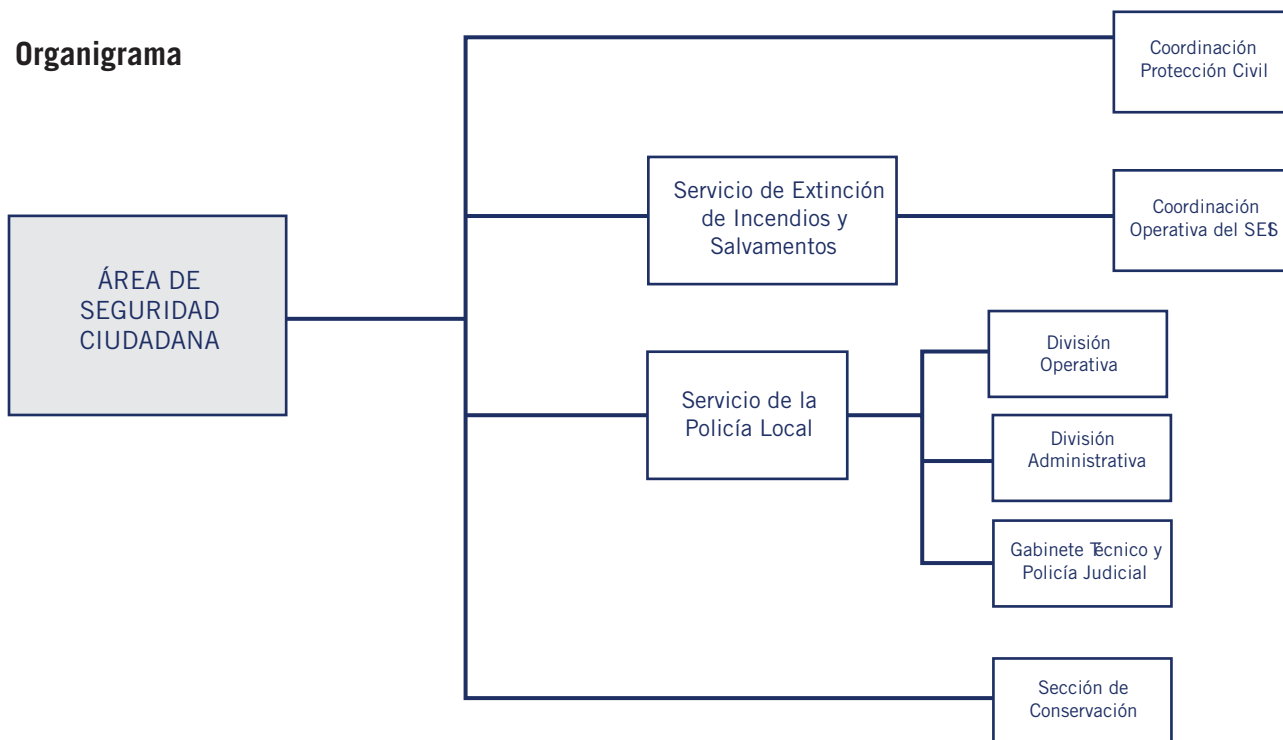 Organigrama
Coordinación
Protección Civil
Servicio de Extinción
de Incendios y
Salvamentos
Coordinación
Operativa del SEIS
ÁREA DE
SEGURIDAD
CIUDADANA
División
Operativa
Servicio de la
Policía Local
División
Administrativa
Gabinete Técnico y
Policía Judicial
Sección de
Conservación